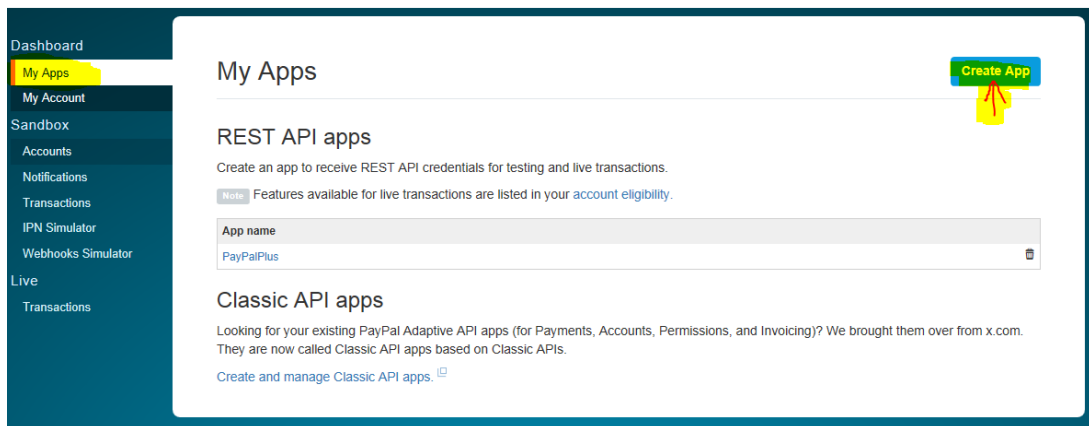 Dashboard
My Apps
My Account
Sandbox
Accounts
Notifications
Transactions
IPN Simulator
Webhooks Simulator
Live
Transactions
My Apps
Create App
REST API apps
Create an app to receive REST API credentials for testing and live transactions.
Note Features available for live transactions are listed in your account eligibility.
App name
PayPalPlus
Classic API apps
Looking for your existing PayPal Adaptive API apps (for Payments, Accounts, Permissions, and Invoicing)? We brought them over from x.com.
They are now called Classic API apps based on Classic APIs.
Create and manage Classic API apps.